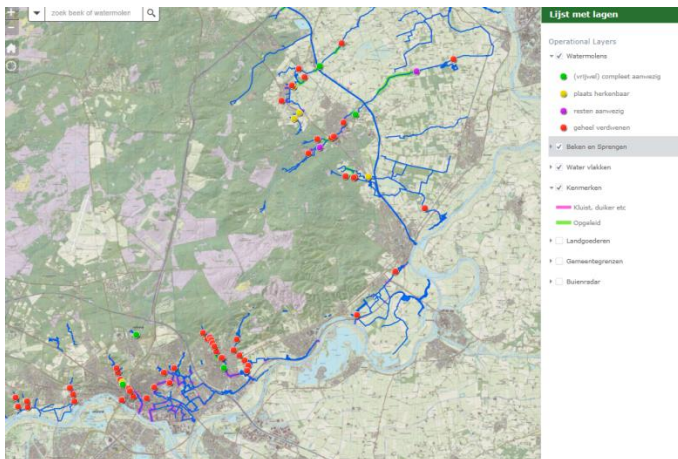 zoek beek of watermolen
Lijst met lagen
Operational Layers
Watermolens
(vrijwel) compleet aanwezig
plaats herkenbaar
resten aanwezig
geheel verdwenen
Beken en Sprengen
Water vlakken
Kenmerken
Kluist, duiker etc
Opgeleid
Landgoederen
Gemeentegrenzen
Buienradar